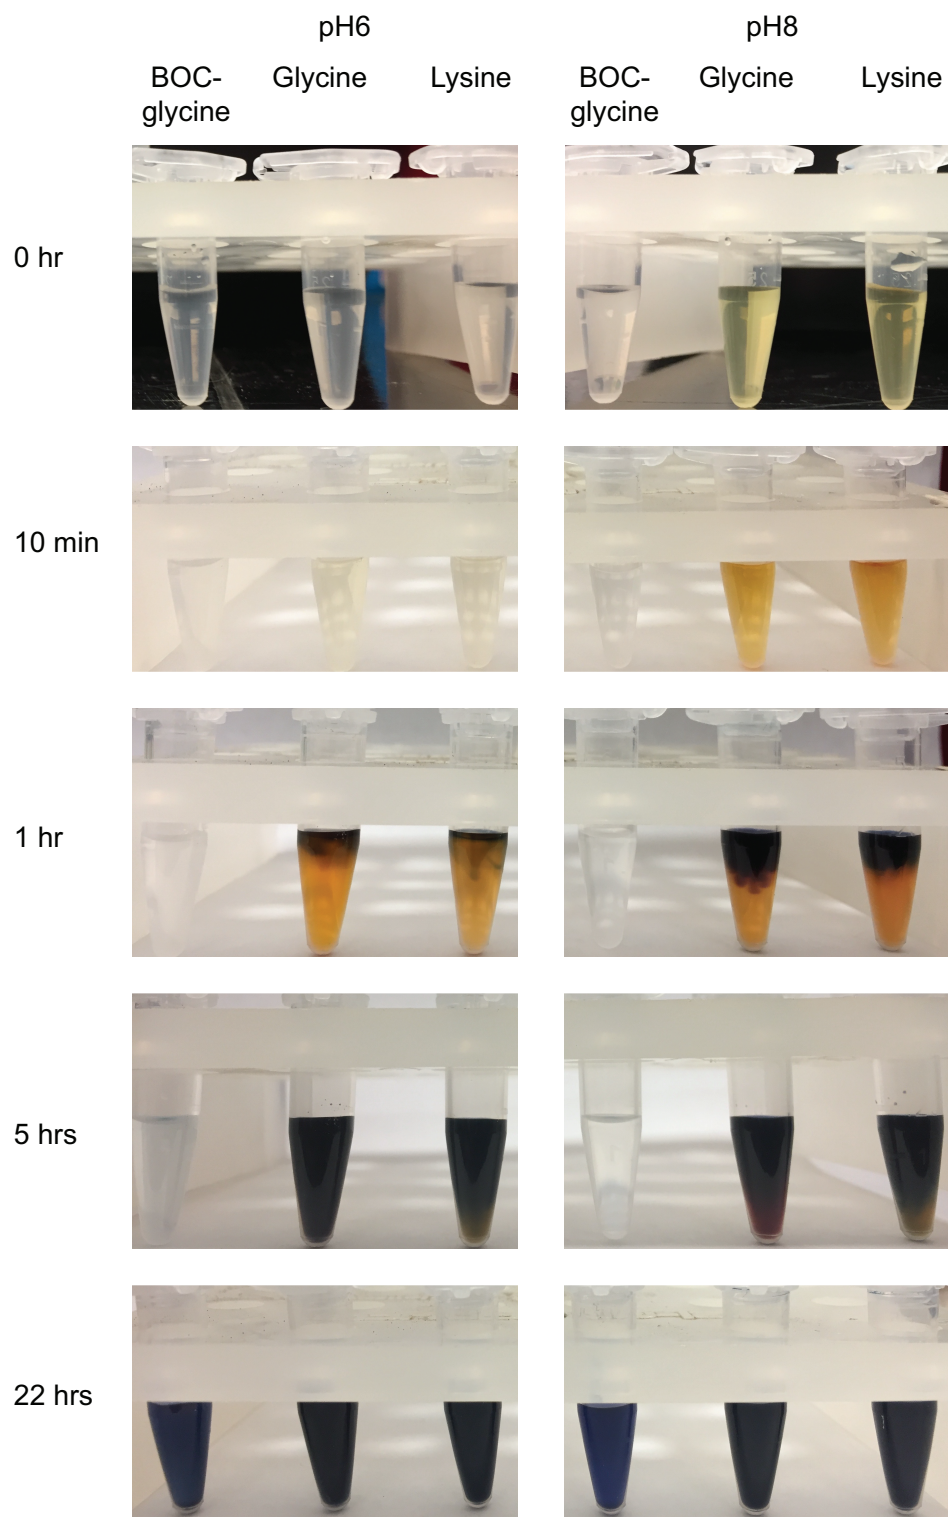 pH6
pH8
BOC-
glycine
Glycine
Lysine
BOC-
glycine
Glycine
Lysine
0 hr
10 min
1 hr
5 hrs
22 hrs